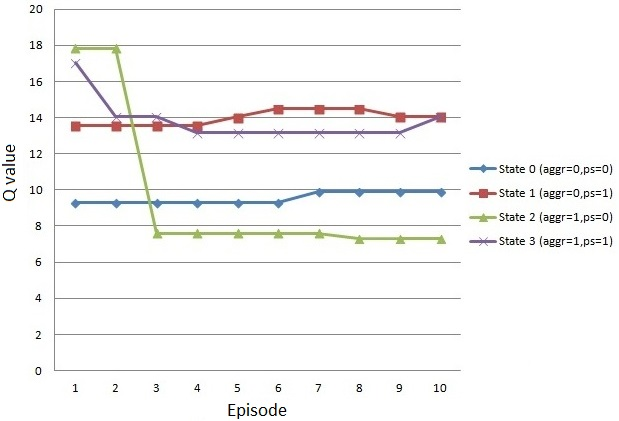 20
18
16
14
12
10
8
6
4
2
0
Q value
1 2 3 4 5 6 7 8 9 10
Episode
State 0 (aggr=0,ps=0)
State 1 (aggr=0,ps=1)
State 2 (aggr=1,ps=0)
State 3 (aggr=1,ps=1)